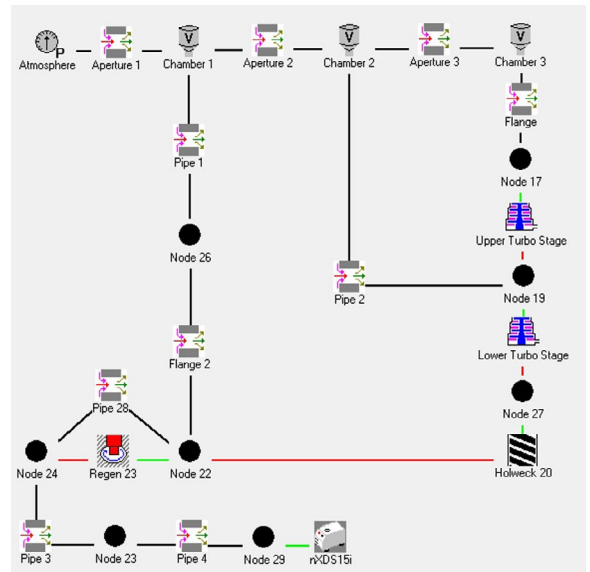 Atmosphere
Aperture 1
Chamber 1
Aperture 2
Chamber 2
Aperture 3
Chamber 3
Flange
Pipe 1
Node 17
Upper Turbo Stage
Node 26
Pipe 2
Node 19
Flange 2
Lower Turbo Stage
Pipe 28
Node 27
Node 24
Regen 23
Node 22
Holweck 20
Pipe 3
Node 23
Pipe 4
Node 29
nXDS15i
P
V
V
V